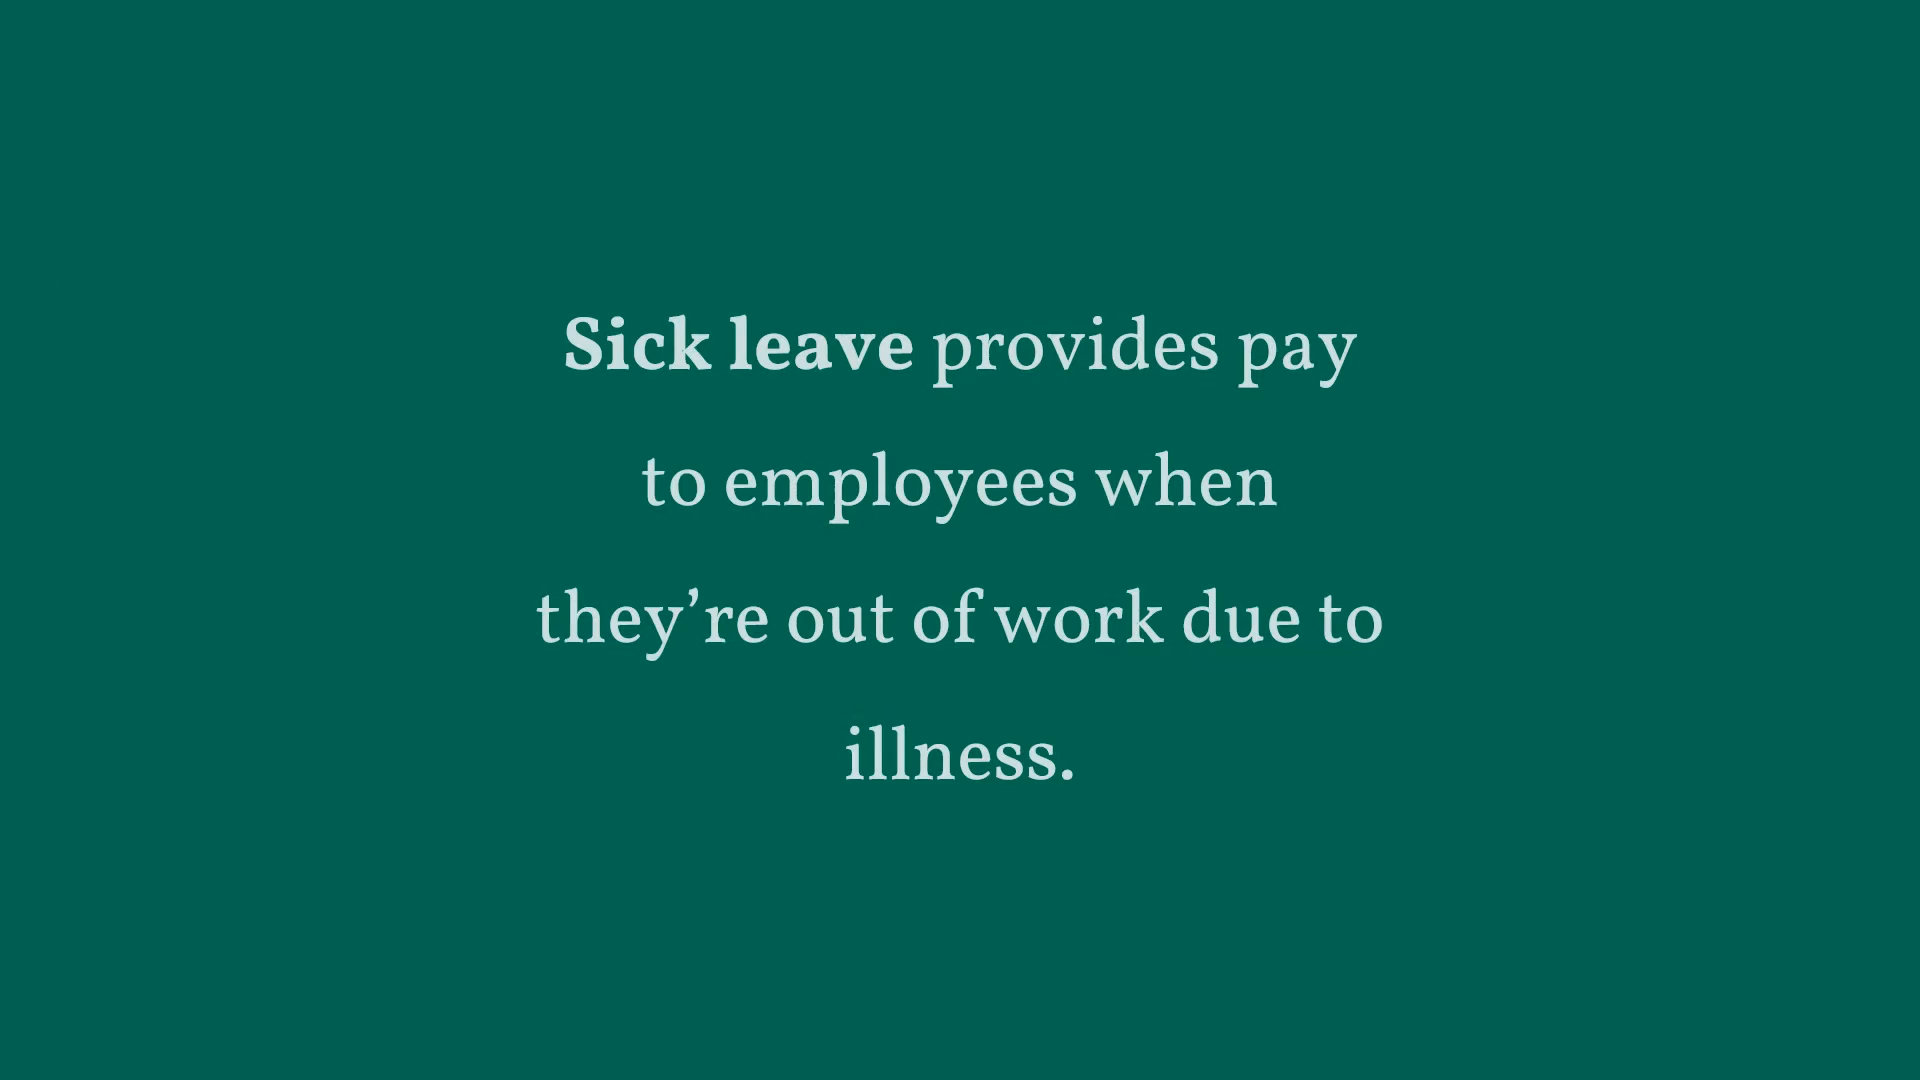 Sick leave provides pay
to employees when
they’re out of work due to
illness.